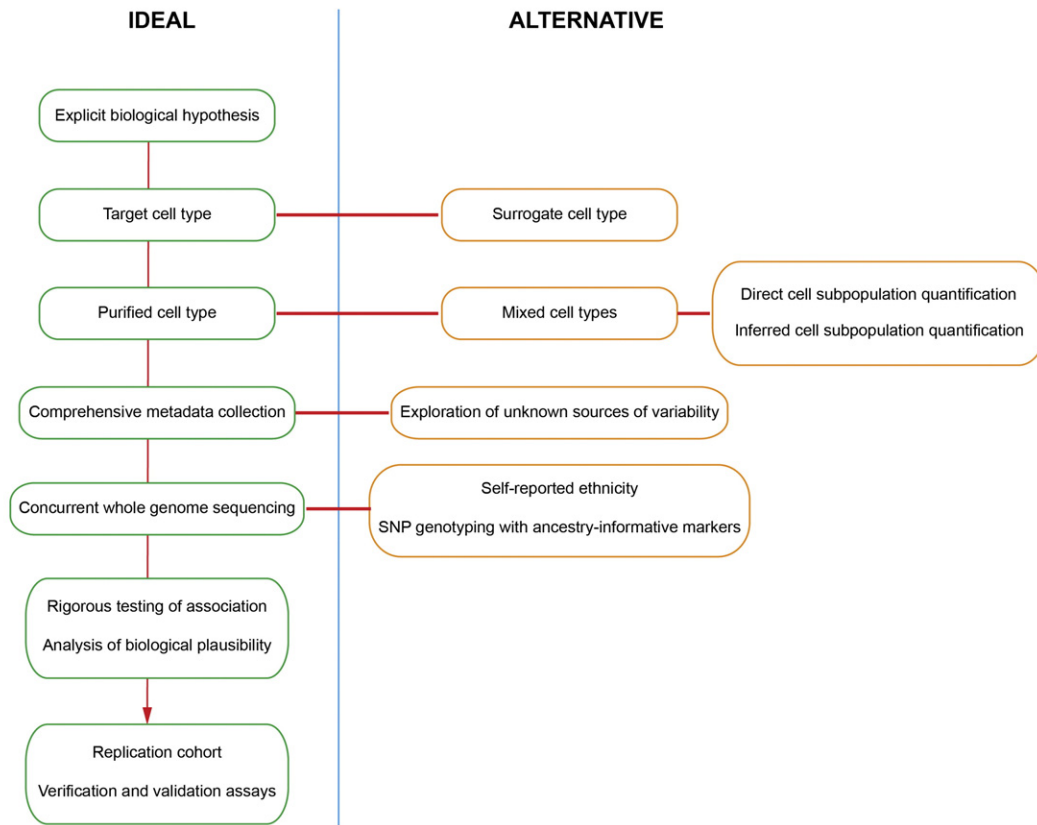 IDEAL
ALTERNATIVE
Explicit biological hypothesis
Target cell type
Surrogate cell type
Purified cell type
Mixed cell types
Direct cell subpopulation quantification
Inferred cell subpopulation quantification
Comprehensive metadata collection
Exploration of unknown sources of variability
Concurrent whole genome sequencing
Self-reported ethnicity
SNP genotyping with ancestry-informative markers
Rigorous testing of association
Analysis of biological plausibility
Replication cohort
Verification and validation assays